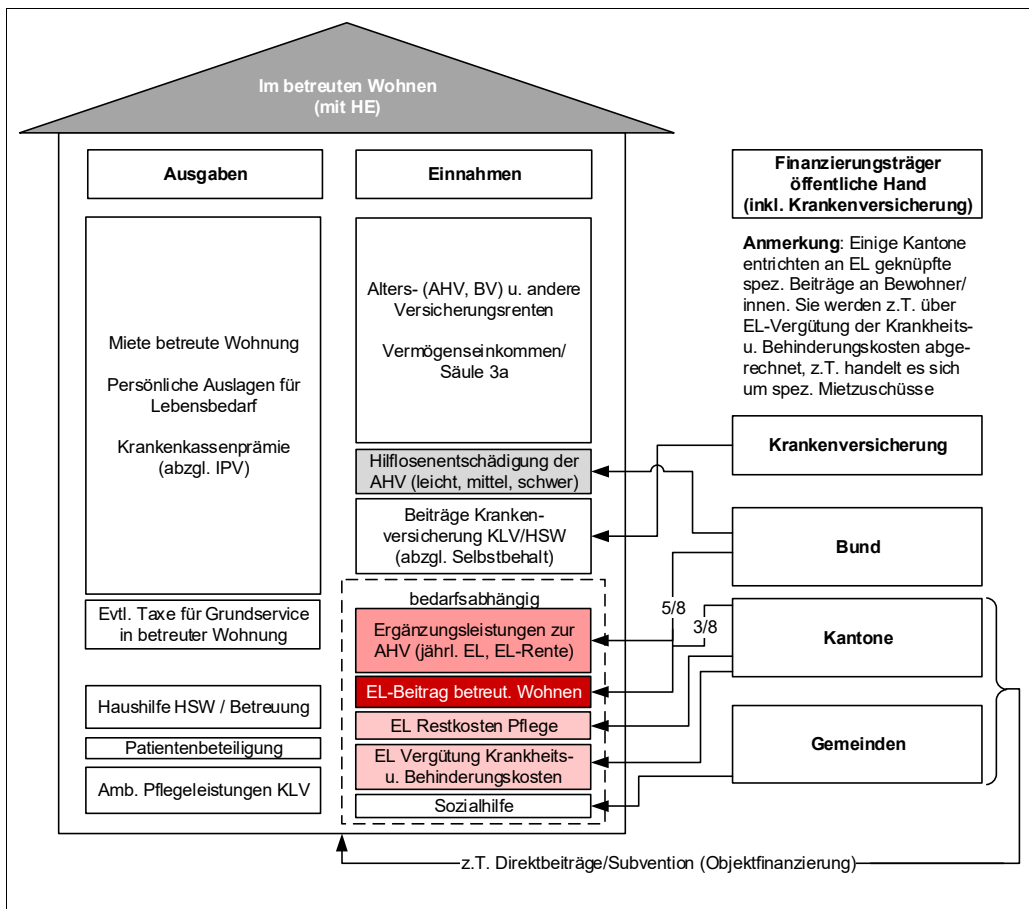 Im betreuten Wohnen
(mit HE)
Ausgaben
Miete betreute Wohnung
Persönliche Auslagen für
Lebensbedarf
Krankenkassenprämie
(abzgl. IPV)
Evtl. Taxe für Grundservice
in betreuter Wohnung
Haushilfe HSW / Betreuung
Patientenbeteiligung
Amb. Pflegeleistungen KLV
Einnahmen
Alters- (AHV, BV) u. andere
Versicherungsrenten
Vermögenseinkommen/
Säule 3a
Hilflosenentschädigung der
AHV (leicht, mittel, schwer)
Beiträge Kranken-
versicherung KLV/HSW
(abzgl. Selbstbehalt)
bedarfsabhängig
Ergänzungsleistungen zur
AHV (jährl. EL, EL-Rente)
EL-Beitrag betreut. Wohnen
EL Restkosten Pflege
EL Vergütung Krankheits-
u. Behinderungskosten
Sozialhilfe
Finanzierungsträger
öffentliche Hand
(inkl. Krankenversicherung)
Anmerkung: Einige Kantone
entrichten an EL geknüpfte
spez. Beiträge an Bewohner/
innen. Sie werden z.T. über
EL-Vergütung der Krankheits-
u. Behinderungskosten abge-
rechnet, z.T. handelt es sich
um spez. Mietzuschüsse
Krankenversicherung
Bund
5/8
3/8
Kantone
Gemeinden
z.T. Direktbeiträge/Subvention (Objektfinanzierung)